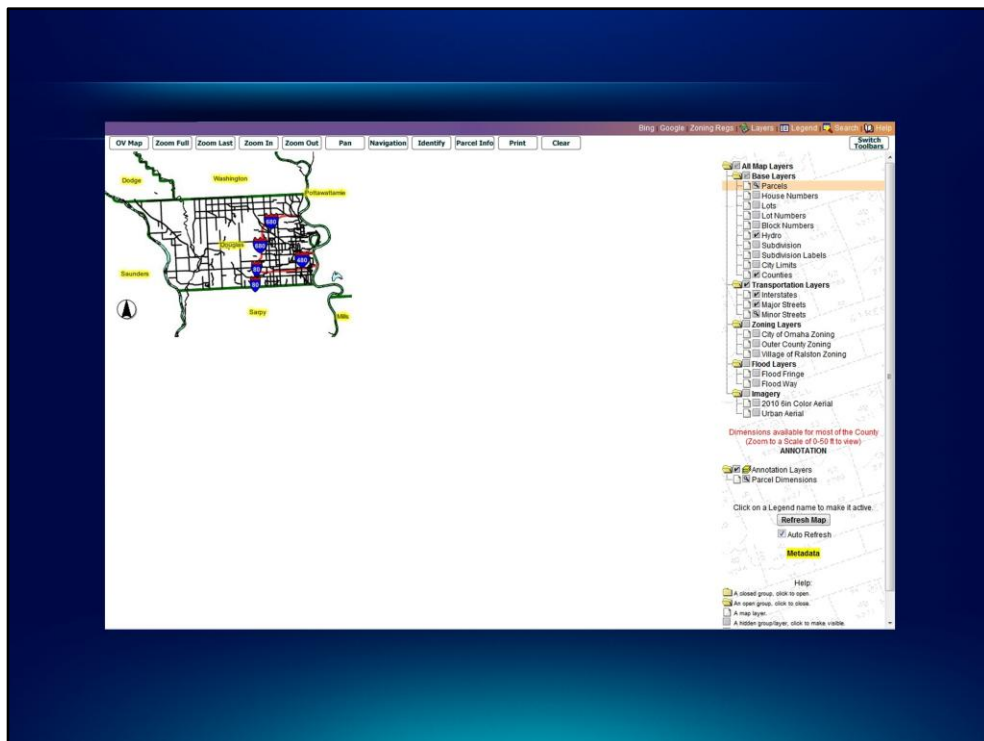 Bing Google Zoning Regs Layers Legend Search Help
OV Map Zoom Full Zoom Last Zoom In Zoom Out Pan Navigation Identify Parcel Info Print Clear Switch Toolbars
Dodge
Washington
Pottawattamie
Douglas
Saunders
Sarpy
Mills
680
680
480
80
80
All Map Layers
Base Layers
Parcels
House Numbers
Lots
Lot Numbers
Block Numbers
Hydro
Subdivision
Subdivision Labels
City Limits
Counties
Transportation Layers
Interstates
Major Streets
Minor Streets
Zoning Layers
City of Omaha Zoning
Outer County Zoning
Village of Ralston Zoning
Flood Layers
Flood Fringe
Flood Way
Imagery
2010 6in Color Aerial
Urban Aerial
Dimensions available for most of the County
(Zoom to a Scale of 0-50 ft to view)
ANNOTATION
Annotation Layers
Parcel Dimensions
Click on a Legend name to make it active.
Refresh Map
Auto Refresh
Metadata
Help:
A closed group, click to open.
An open group, click to close.
A map layer.
A hidden group/layer, click to make visible.